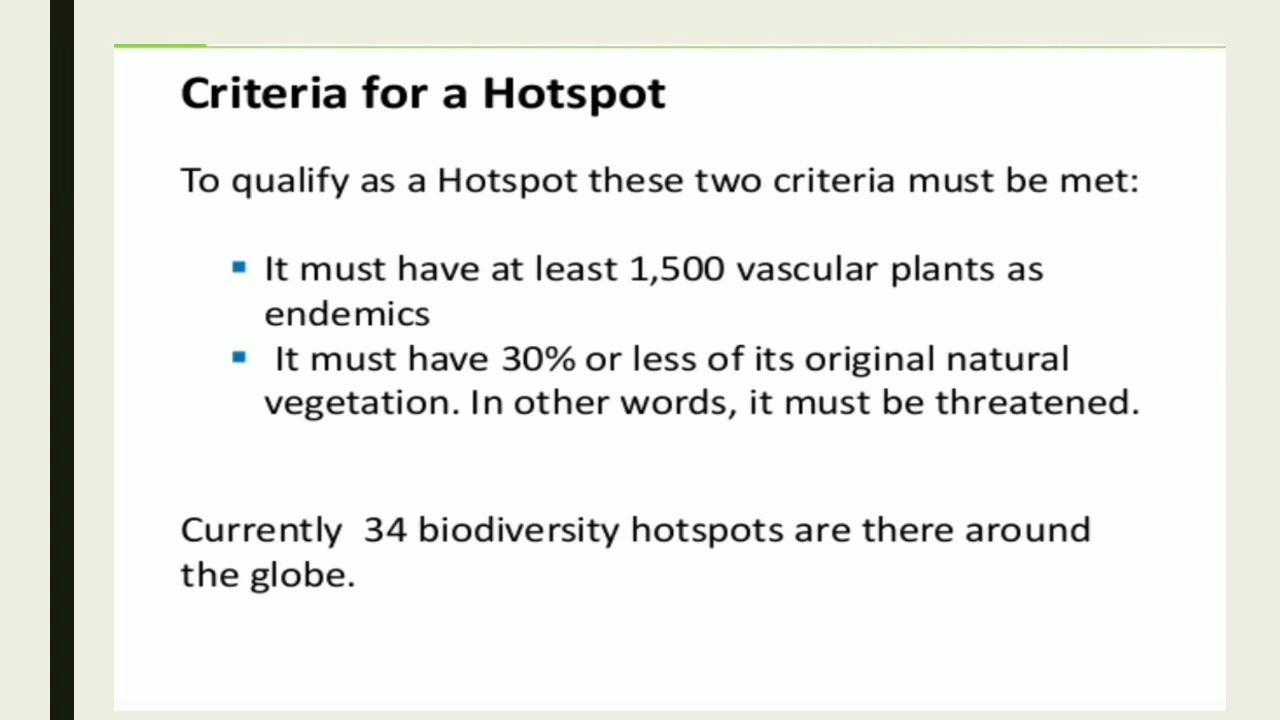 Criteria for a Hotspot
To qualify as a Hotspot these two criteria must be met:
▪ It must have at least 1,500 vascular plants as
endemics
▪ It must have 30% or less of its original natural
vegetation. In other words, it must be threatened.
Currently 34 biodiversity hotspots are there around
the globe.